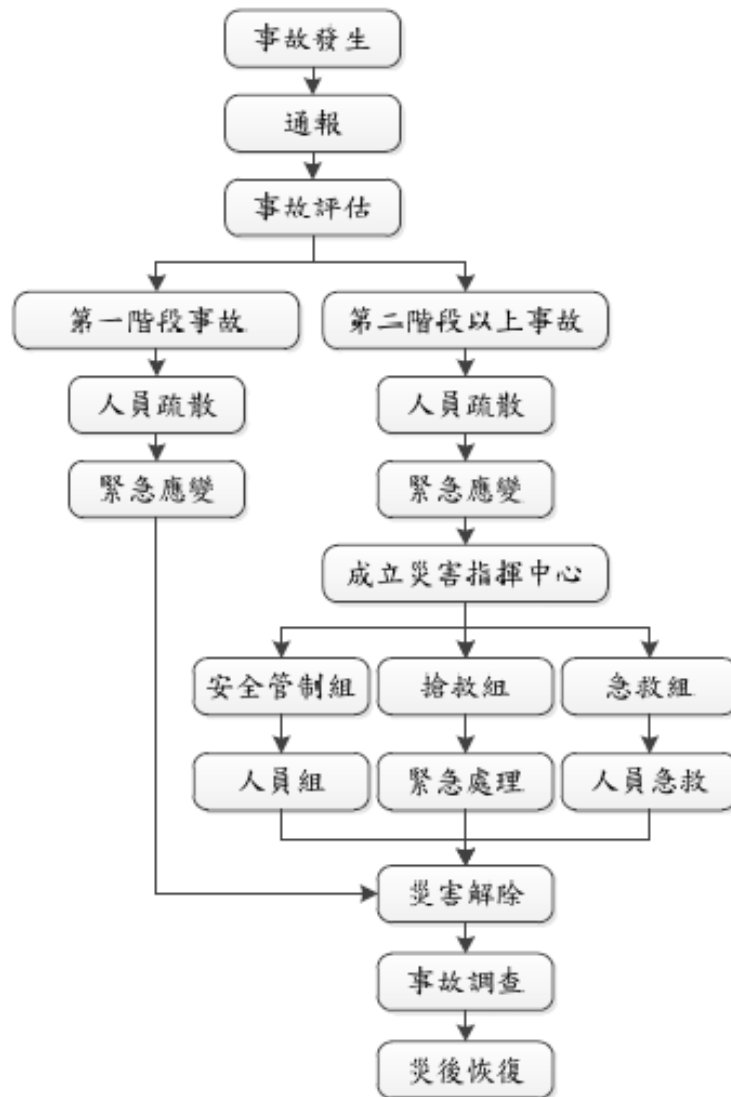 事故發生
通報
事故評估
第一階段事故
第二階段以上事故
人員疏散
人員疏散
緊急應變
緊急應變
成立災害指揮中心
安全管制組
搶救組
急救組
人員組
緊急處理
人員急救
災害解除
事故調查
災後恢復